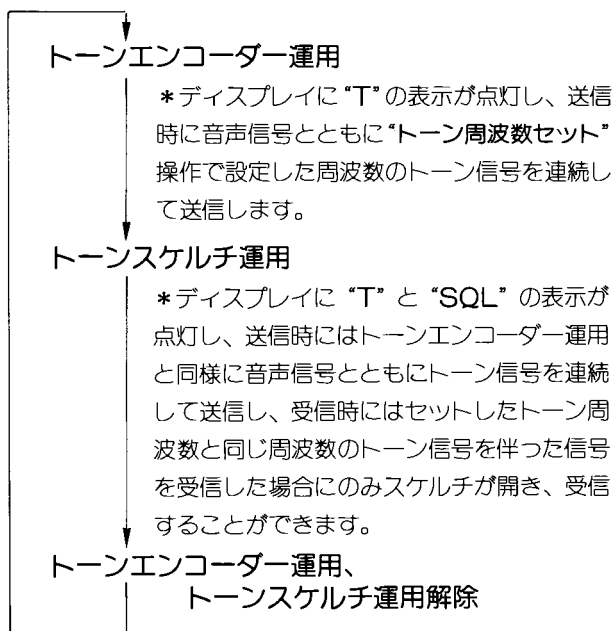 トーンエンコーダー運用
＊ディスプレイに“T”の表示が点灯し、送信
時に音声信号とともに“トーン周波数セット”
操作で設定した周波数のトーン信号を連続し
て送信します。
トーンスケルチ運用
＊ディスプレイに“T”と“SQL”の表示が
点灯し、送信時にはトーンエンコーダー運用
と同様に音声信号とともにトーン信号を連続
して送信し、受信時にはセットしたトーン周
波数と同じ周波数のトーン信号を伴った信号
を受信した場合にのみスケルチが開き、受信
することができます。
トーンエンコーダー運用、
トーンスケルチ運用解除